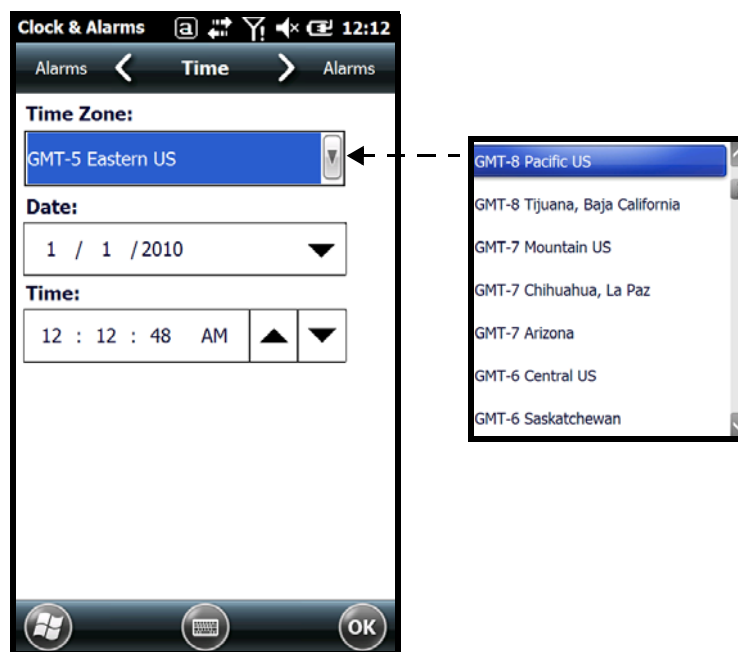 Clock & Alarms a 12:12
Alarms Time Alarms
Time Zone:
GMT-5 Eastern US
Date:
1 / 1 / 2010
Time:
12 : 12 : 48 AM
OK
GMT-8 Pacific US
GMT-8 Tijuana, Baja California
GMT-7 Mountain US
GMT-7 Chihuahua, La Paz
GMT-7 Arizona
GMT-6 Central US
GMT-6 Saskatchewan